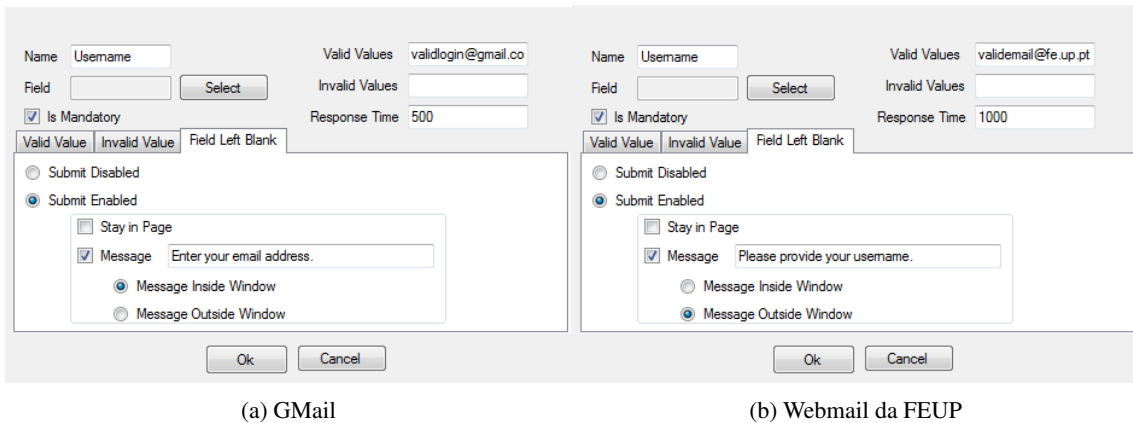 Name Username Valid Values validlogin@gmail.co
Field Select Invalid Values
Is Mandatory Response Time 500
Valid Value Invalid Value Field Left Blank
Submit Disabled
Submit Enabled
Stay in Page
Message Enter your email address.
Message Inside Window
Message Outside Window
Ok Cancel
(a) GMail
Name Username Valid Values validemail@fe.up.pt
Field Select Invalid Values
Is Mandatory Response Time 1000
Valid Value Invalid Value Field Left Blank
Submit Disabled
Submit Enabled
Stay in Page
Message Please provide your username.
Message Inside Window
Message Outside Window
Ok Cancel
(b) Webmail da FEUP